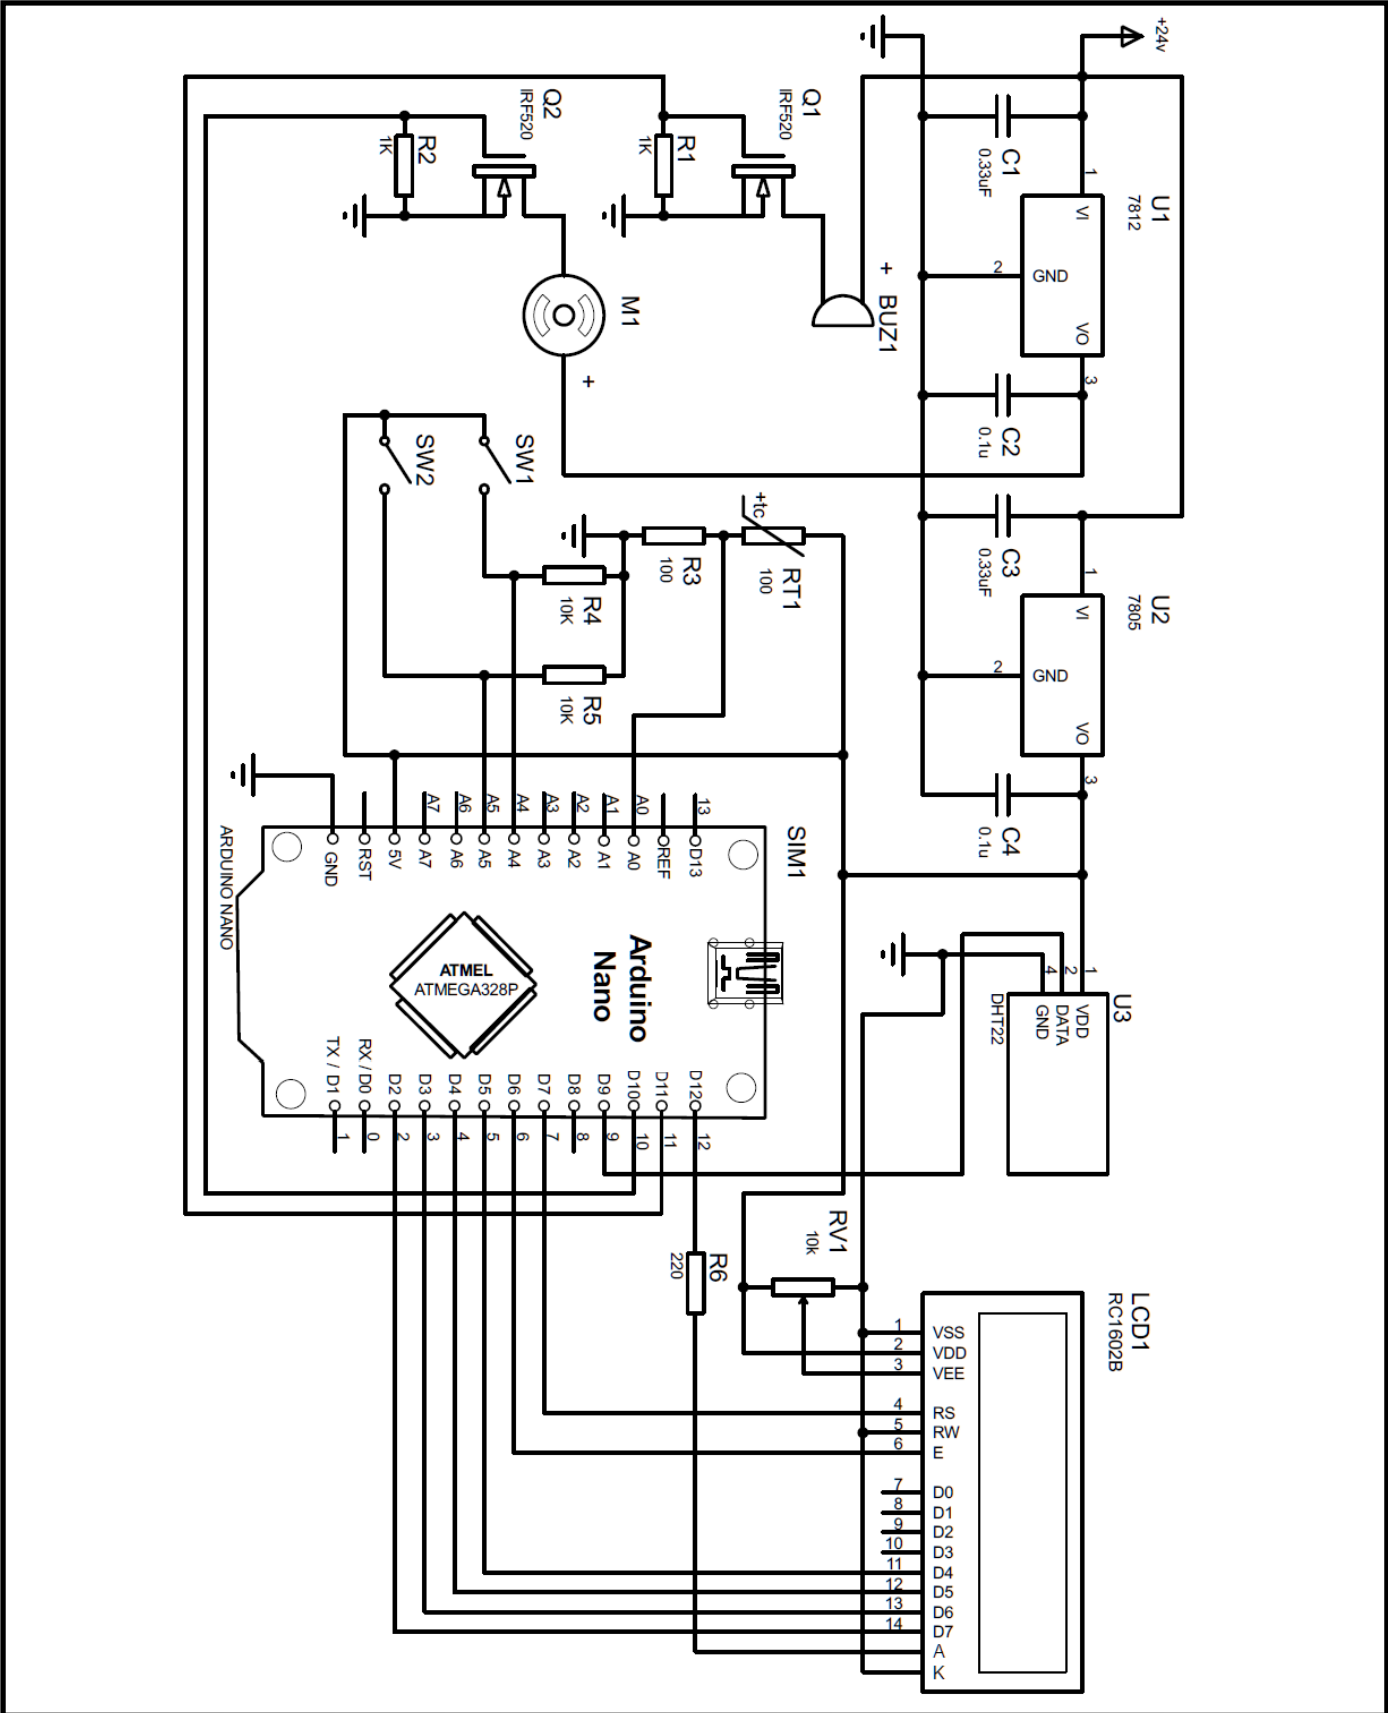 +24v
C1
0.33uF
1
U1
7812
VI
2
GND
VO
3
C2
0.1u
C3
0.33uF
1
U2
7805
VI
2
GND
VO
3
C4
0.1u
Q1
IRF520
R1
1K
+
BUZ1
Q2
IRF520
R2
1K
M1
+
SW1
SW2
+tc
RT1
100
R3
100
R4
10K
R5
10K
SIM1
ARDUINO NANO
A7
A6
A5
A4
A3
A2
A1
A0
13
GND
RST
5V
A7
A6
A5
A4
A3
A2
A1
A0
REF
D13
Arduino
Nano
ATMEL
ATMEGA328P
TX / D1
RX / D0
D2
D3
D4
D5
D6
D7
D8
D9
D10
D11
D12
1
0
2
3
4
5
6
7
8
9
10
11
12
U3
DHT22
1
2
4
VDD
DATA
GND
R6
220
RV1
10k
LCD1
RC1602B
1 VSS
2 VDD
3 VEE
4 RS
5 RW
6 E
7 D0
8 D1
9 D2
10 D3
11 D4
12 D5
13 D6
14 D7
A
K